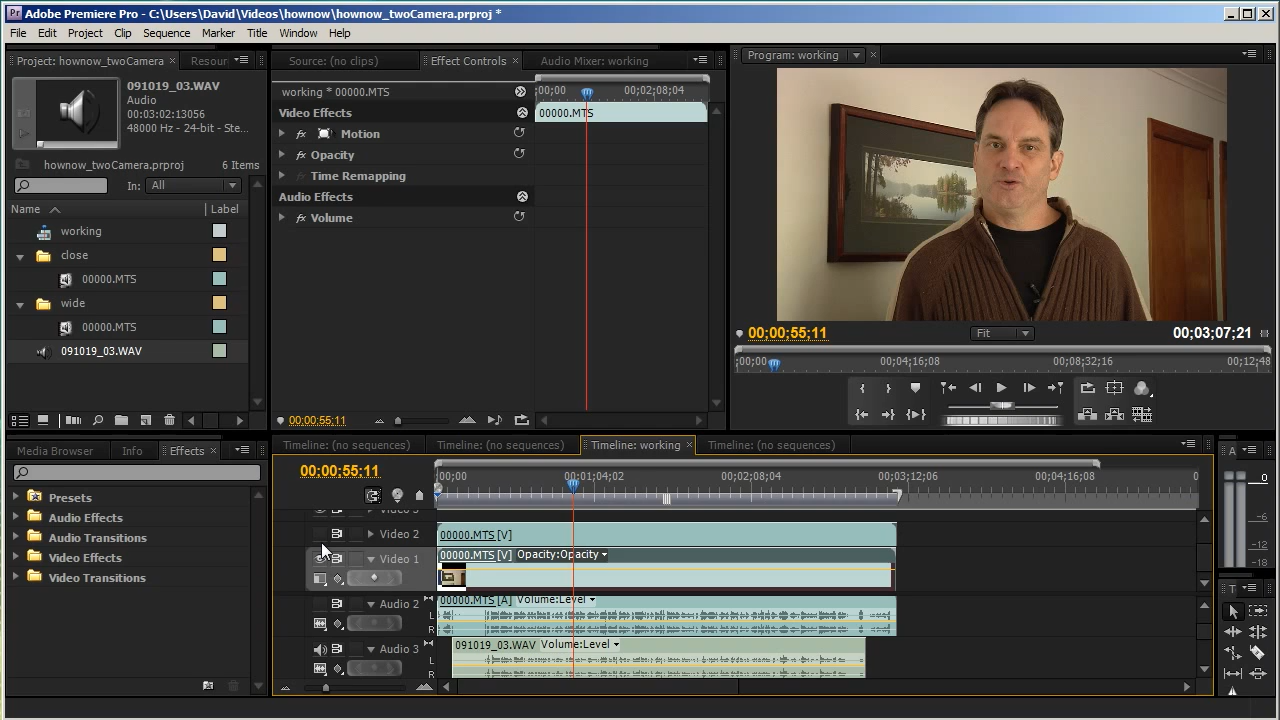 Adobe Premiere Pro - C:\Users\David\Videos\hownow\hownow_twoCamera.prproj *
File Edit Project Clip Sequence Marker Title Window Help
Project: hownow
Resour
091019_03.WAV
Audio
00:03:02:13056
48000 Hz - 24-bit - Ste...
hownow_twoCamera.prproj 6 Items
In: All
Name Label
working
close
00000.MTS
wide
00000.MTS
091019_03.WAV
Source: (no clips) Effect Controls Audio Mixer: working
working * 00000.MTS
Video Effects
fx Motion
fx Opacity
Time Remapping
Audio Effects
fx Volume
;00;00 00;02;08;04
00000.MTS
00;00;55;11
Program: working
00;00;55;11 Fit 00;03;07;21
;00;00 00;04;16;08 00;08;32;16 00;12;48
Media Browser Info Effects
Presets
Audio Effects
Audio Transitions
Video Effects
Video Transitions
Timeline: (no sequences) Timeline: (no sequences) Timeline: working Timeline: (no sequences)
00;00;55;11
;00;00 00;01;04;02 00;02;08;04 00;03;12;06 00;04;16;08 0
Video 2 00000.MTS [V]
Video 1 00000.MTS [V] Opacity:Opacity
Audio 2 00000.MTS [A] Volume:Level
L
R
Audio 3 091019_03.WAV Volume:Level
L
R
A
0
-6
-12
-18
T